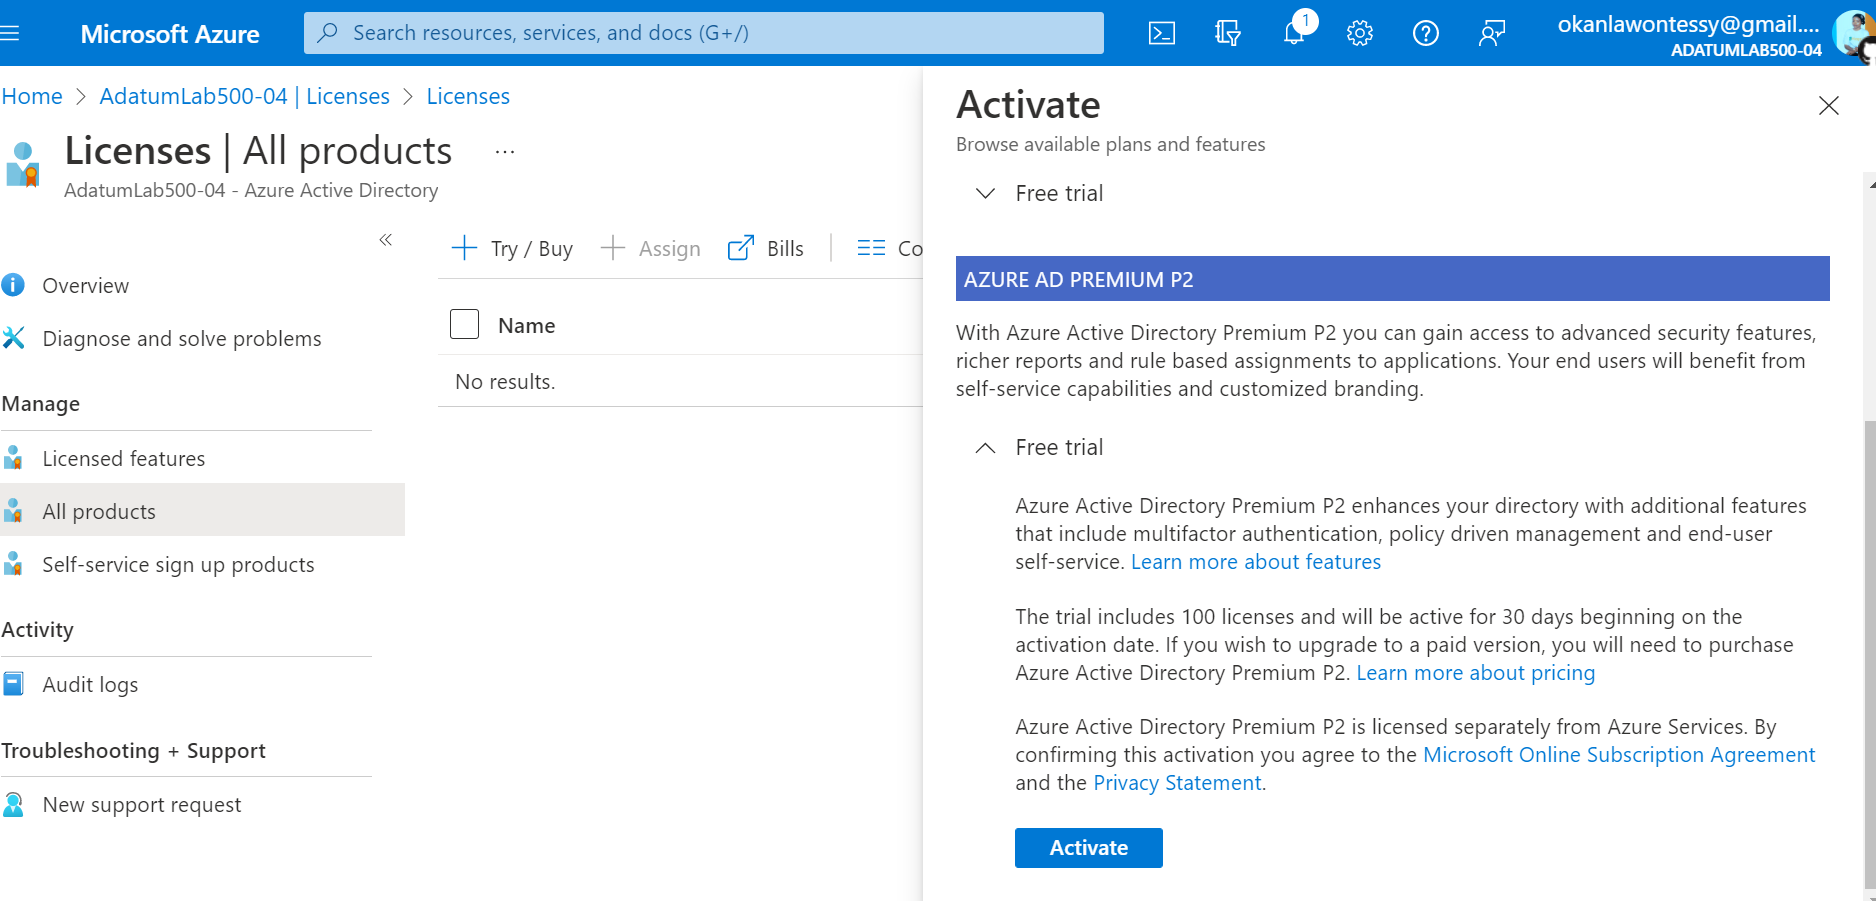 Microsoft Azure
Search resources, services, and docs (G+/)
1
okanlawontessy@gmail....
ADATUMLAB500-04
Home > AdatumLab500-04 | Licenses > Licenses
Licenses | All products ...
AdatumLab500-04 - Azure Active Directory
«
Overview
Diagnose and solve problems
Manage
Licensed features
All products
Self-service sign up products
Activity
Audit logs
Troubleshooting + Support
New support request
Try / Buy Assign Bills Co
Name
No results.
Activate
Browse available plans and features
Free trial
AZURE AD PREMIUM P2
With Azure Active Directory Premium P2 you can gain access to advanced security features,
richer reports and rule based assignments to applications. Your end users will benefit from
self-service capabilities and customized branding.
Free trial
Azure Active Directory Premium P2 enhances your directory with additional features
that include multifactor authentication, policy driven management and end-user
self-service. Learn more about features
The trial includes 100 licenses and will be active for 30 days beginning on the
activation date. If you wish to upgrade to a paid version, you will need to purchase
Azure Active Directory Premium P2. Learn more about pricing
Azure Active Directory Premium P2 is licensed separately from Azure Services. By
confirming this activation you agree to the Microsoft Online Subscription Agreement
and the Privacy Statement.
Activate